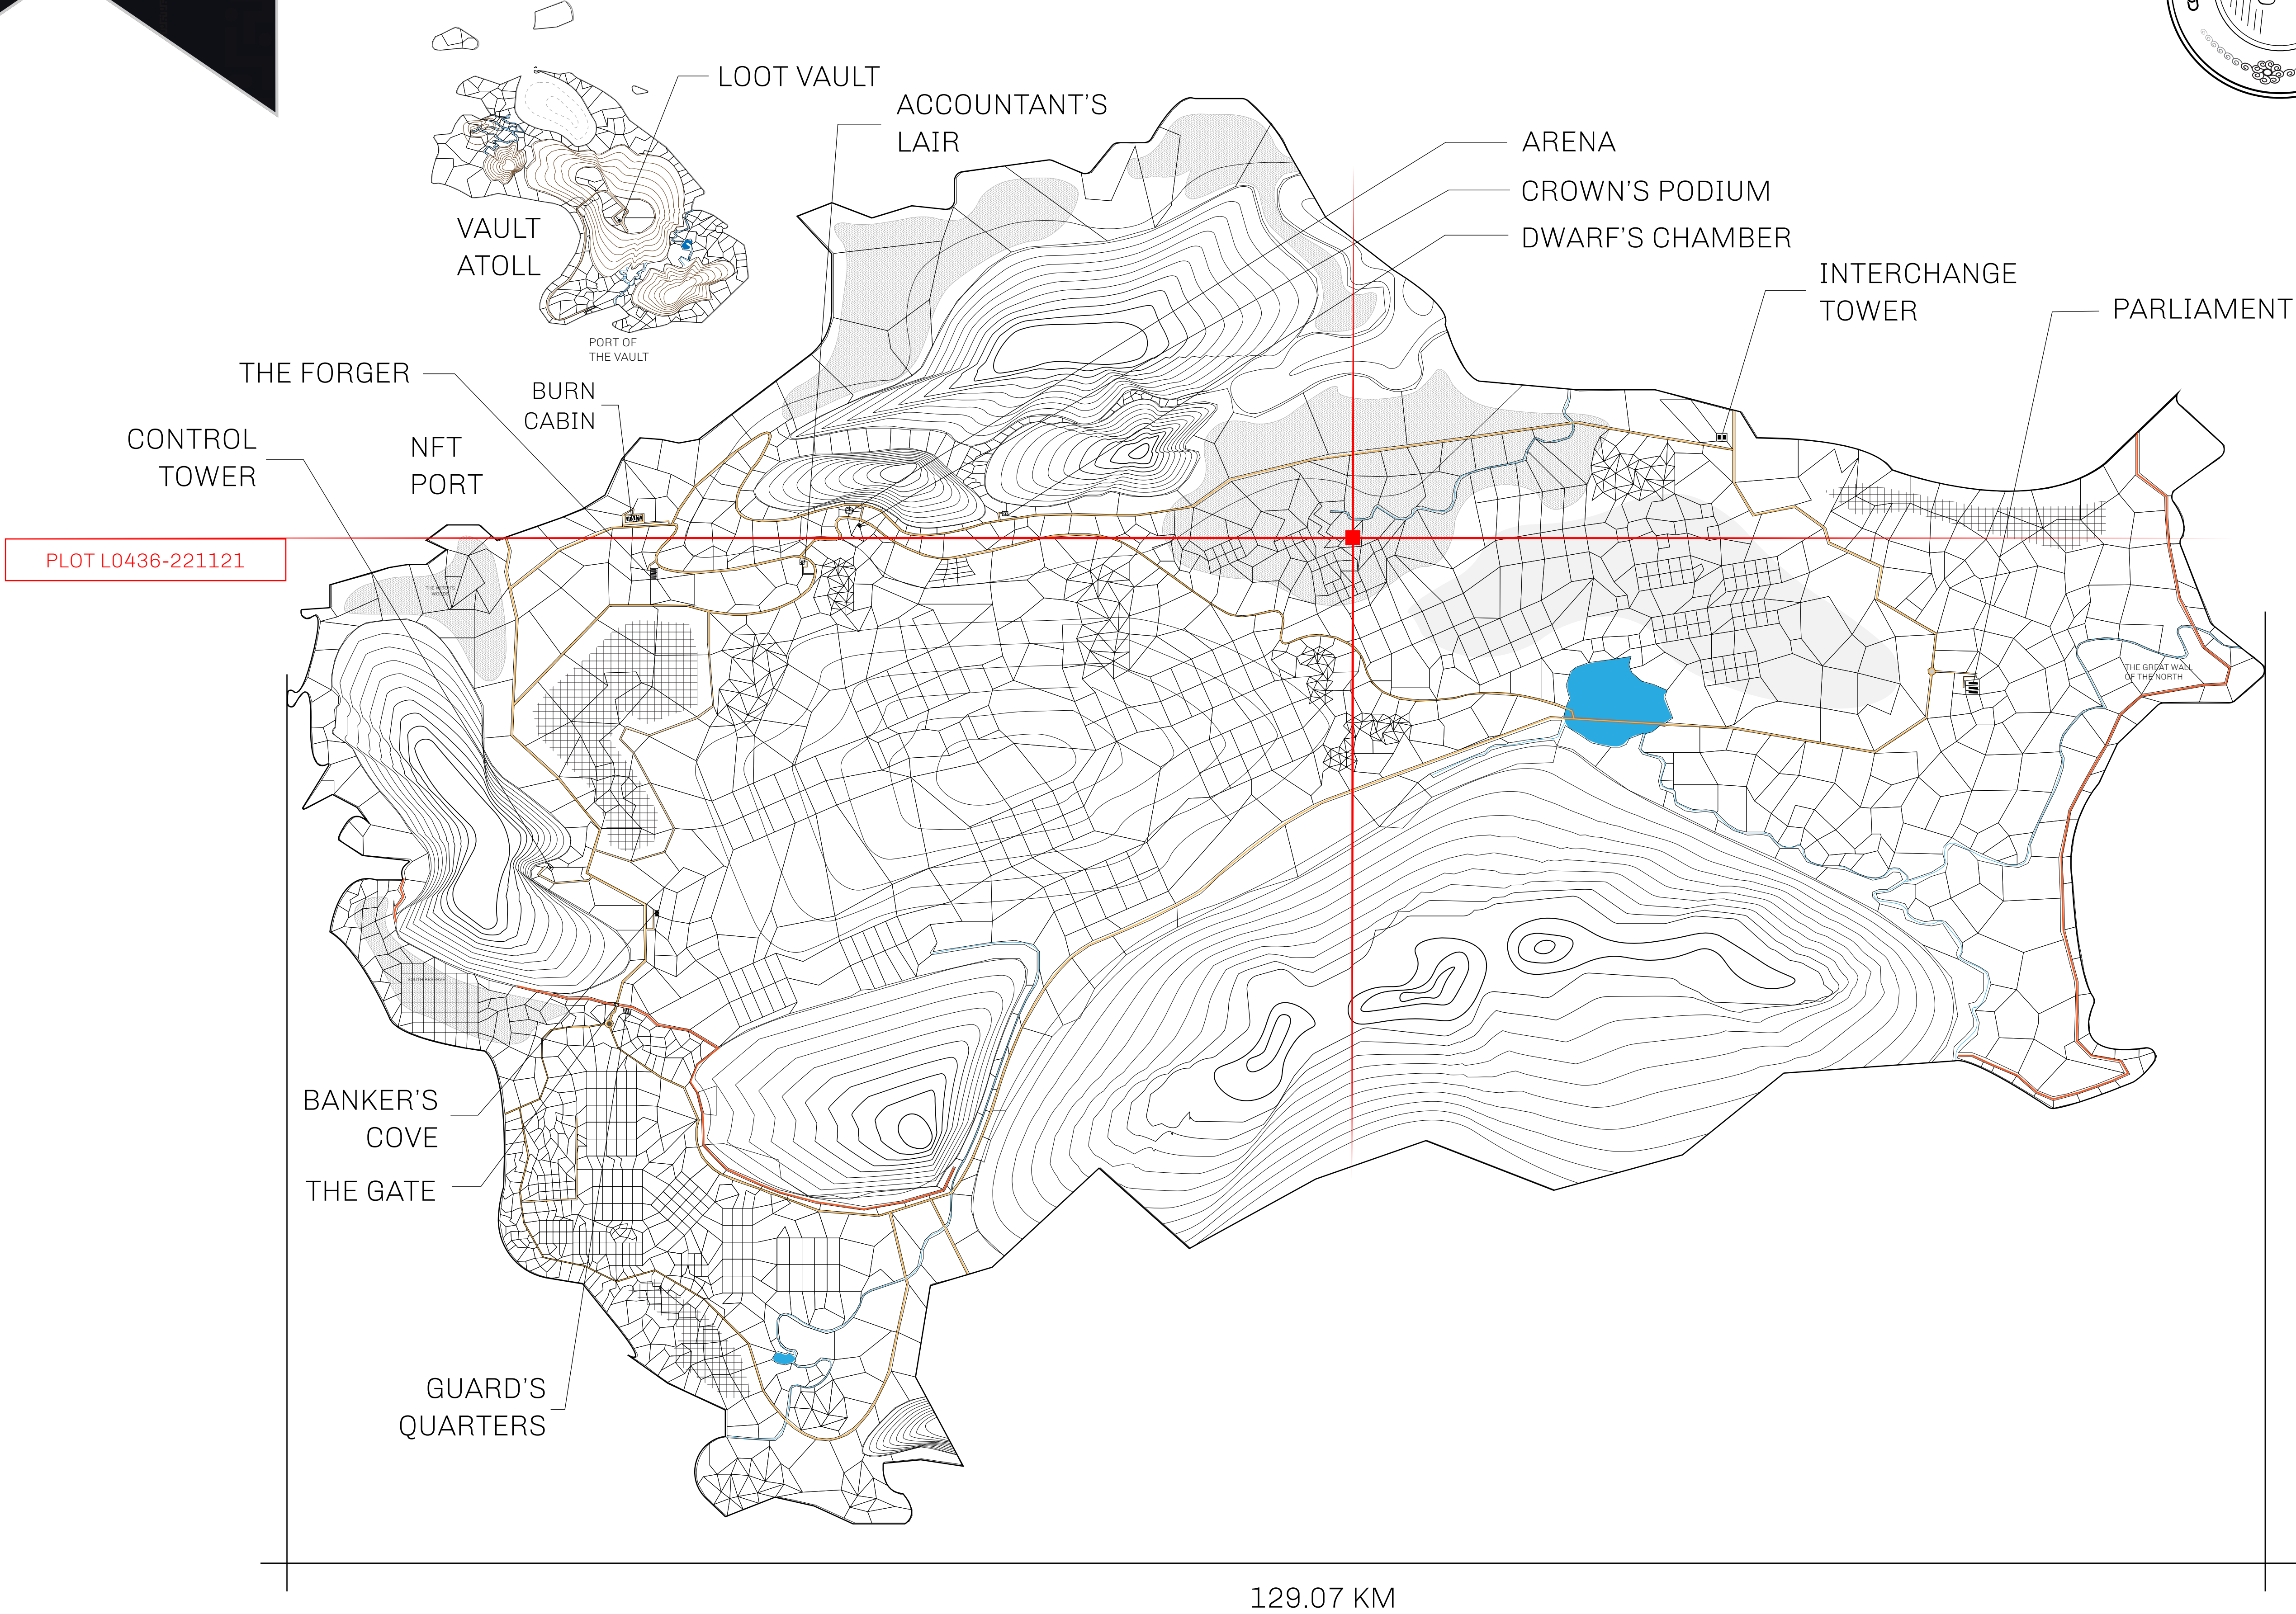 LOOT VAULT
ACCOUNTANT'S
LAIR
ARENA
CROWN'S PODIUM
DWARF'S CHAMBER
INTERCHANGE
TOWER
PARLIAMENT
VAULT
ATOLL
PORT OF
THE VAULT
THE FORGER
BURN
CABIN
CONTROL
TOWER
NFT
PORT
PLOT L0436-221121
THE GREAT WALL
OF THE NORTH
SOUTH RESERVE
BANKER'S
COVE
THE GATE
GUARD'S
QUARTERS
129.07 KM